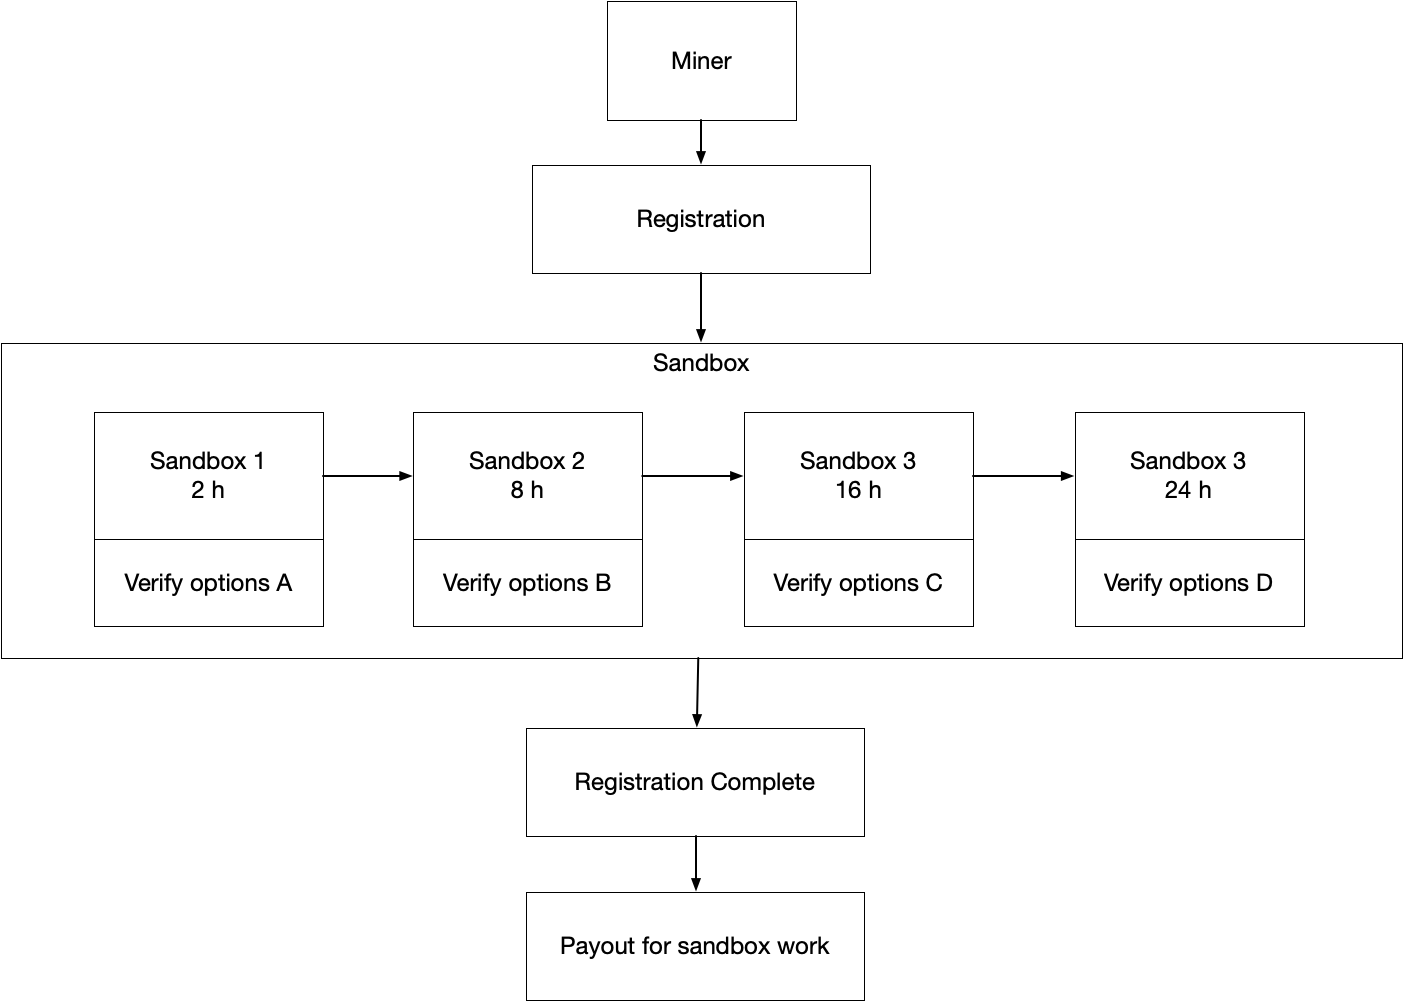 Miner
Registration
Sandbox
Sandbox 1
2 h
Verify options A
Sandbox 2
8 h
Verify options B
Sandbox 3
16 h
Verify options C
Sandbox 3
24 h
Verify options D
Registration Complete
Payout for sandbox work